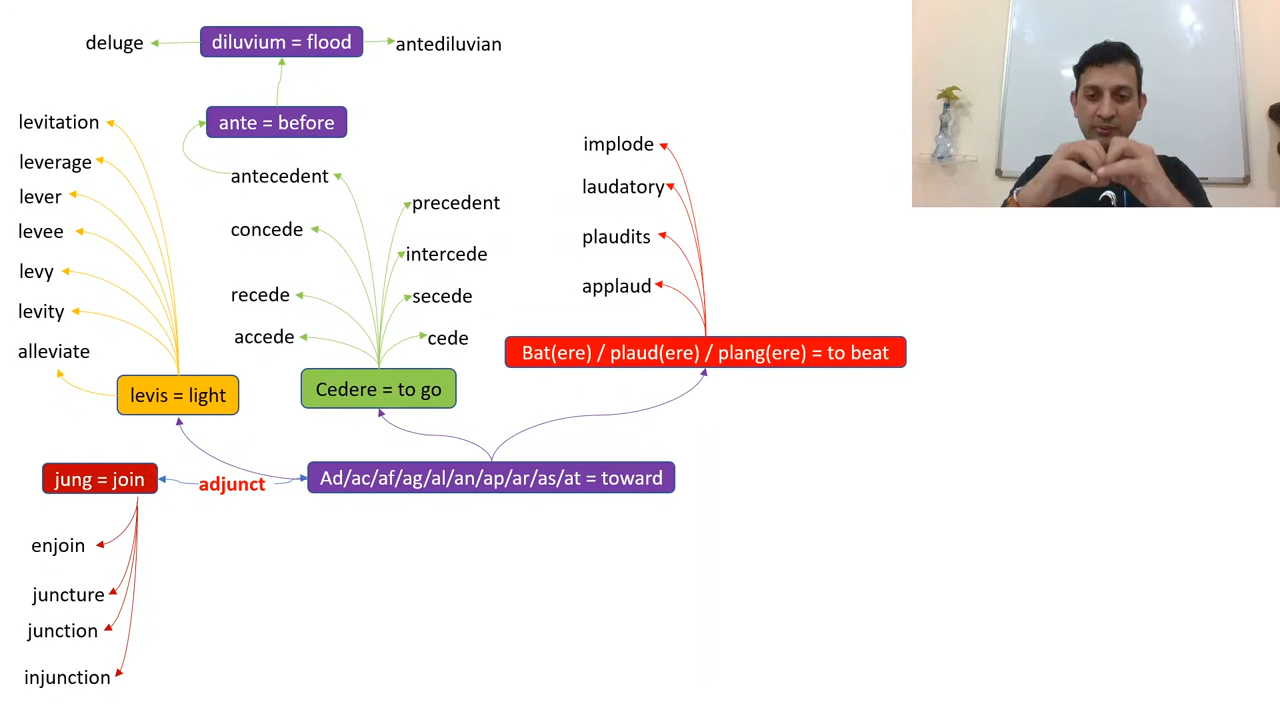 deluge
diluvium = flood
antediluvian
ante = before
levitation
leverage
lever
levee
levy
levity
alleviate
levis = light
antecedent
concede
recede
accede
precedent
intercede
secede
cede
Cedere = to go
implode
laudatory
plaudits
applaud
Bat(ere) / plaud(ere) / plang(ere) = to beat
jung = join
adjunct
Ad/ac/af/ag/al/an/ap/ar/as/at = toward
enjoin
juncture
junction
injunction